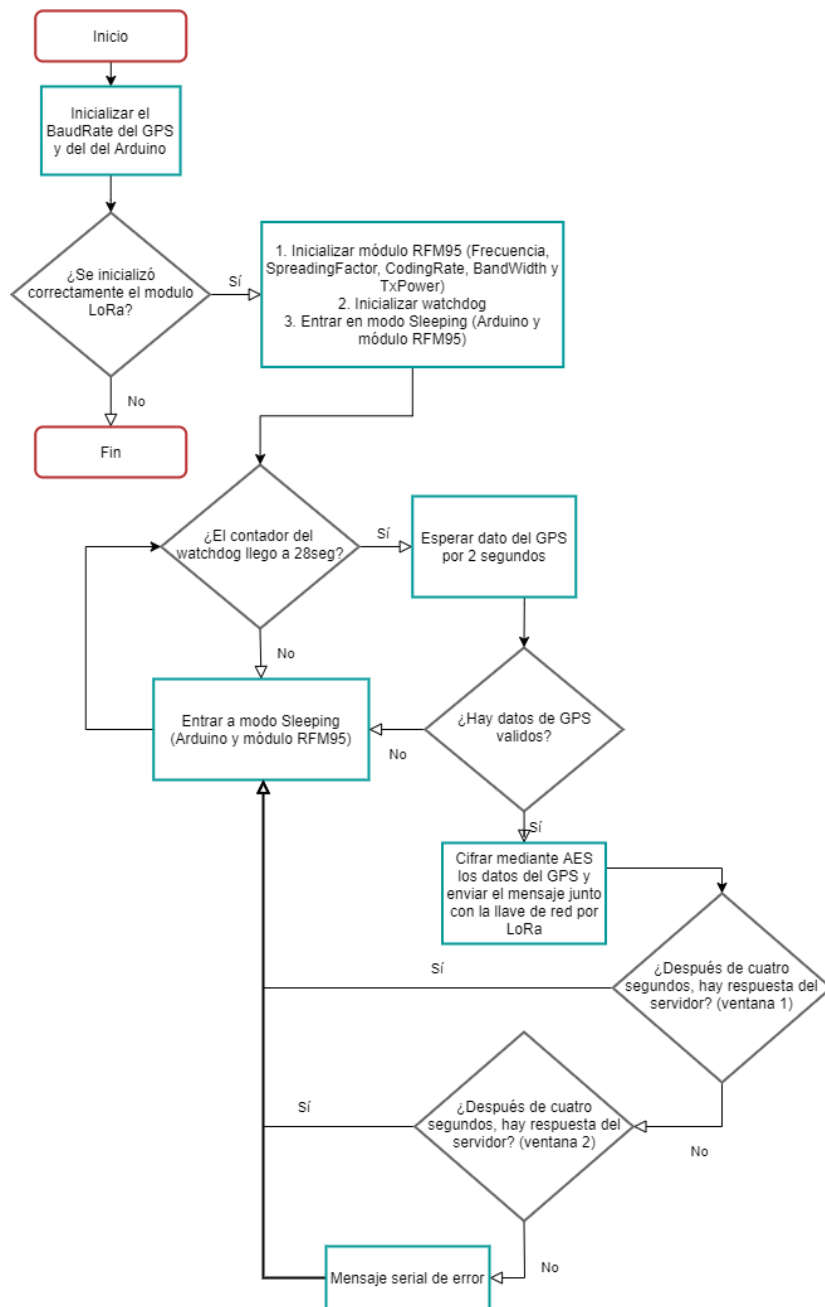 Inicio
Inicializar el
BaudRate del GPS
y del del Arduino
¿Se inicializó
correctamente el modulo
LoRa?
Sí
1. Inicializar módulo RFM95 (Frecuencia,
SpreadingFactor, CodingRate, BandWidth y
TxPower)
2. Inicializar watchdog
3. Entrar en modo Sleeping (Arduino y
módulo RFM95)
No
Fin
¿El contador del
watchdog llego a 28seg?
Sí
Esperar dato del GPS
por 2 segundos
No
Entrar a modo Sleeping
(Arduino y módulo RFM95)
No
¿Hay datos de GPS
validos?
Sí
Cifrar mediante AES
los datos del GPS y
enviar el mensaje junto
con la llave de red por
LoRa
Sí
¿Después de cuatro
segundos, hay respuesta del
servidor? (ventana 1)
No
Sí
¿Después de cuatro
segundos, hay respuesta del
servidor? (ventana 2)
No
Mensaje serial de error